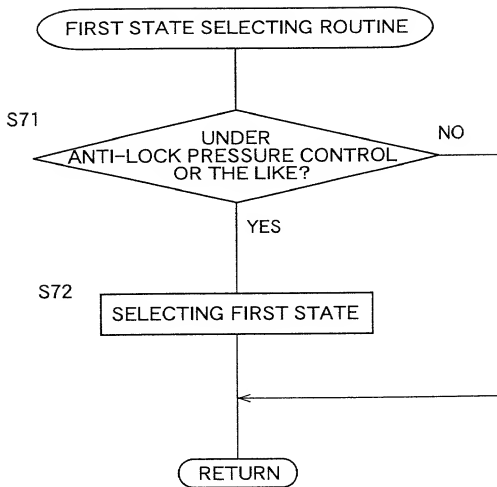 FIRST STATE SELECTING ROUTINE
S71
UNDER
ANTI-LOCK PRESSURE CONTROL
OR THE LIKE?
NO
YES
S72
SELECTING FIRST STATE
RETURN